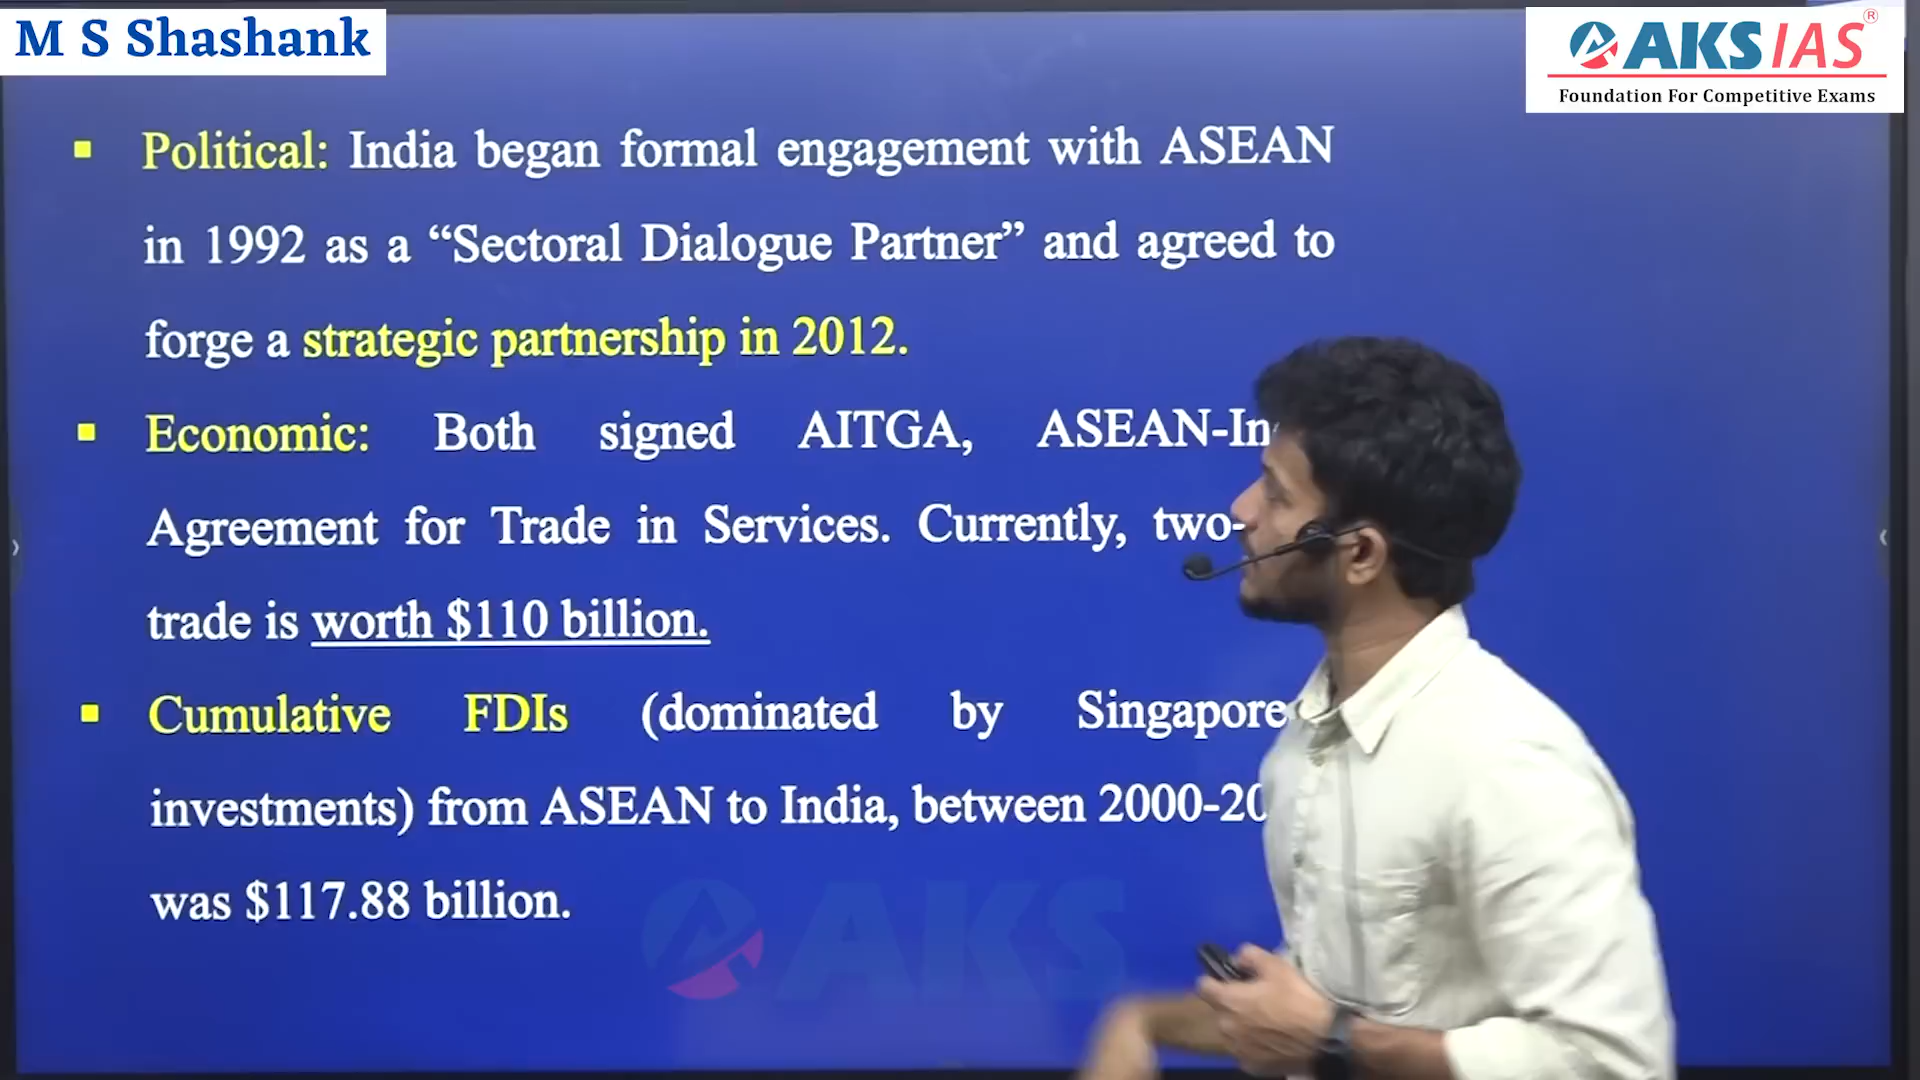 M S Shashank
AKS IAS®
Foundation For Competitive Exams
▪ Political: India began formal engagement with ASEAN
in 1992 as a “Sectoral Dialogue Partner” and agreed to
forge a strategic partnership in 2012.
▪ Economic: Both signed AITGA, ASEAN-In
Agreement for Trade in Services. Currently, two-
trade is worth $110 billion.
▪ Cumulative FDIs (dominated by Singapore
investments) from ASEAN to India, between 2000-20
was $117.88 billion.
AKS